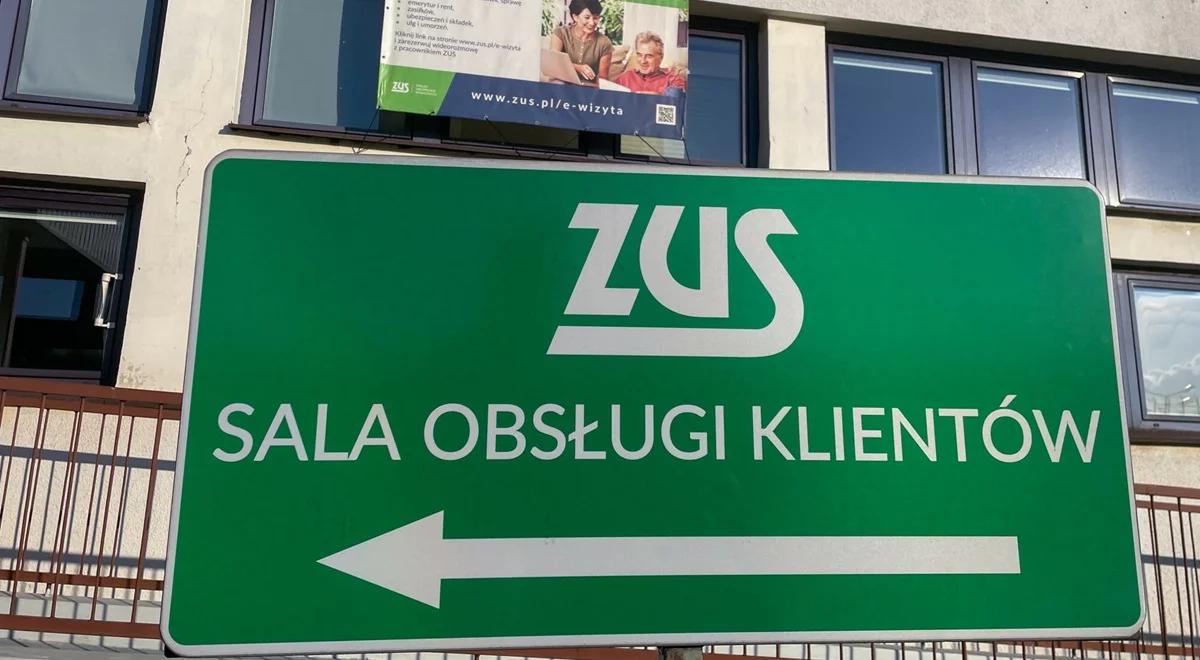 emerytur i rent,
zasiłków,
ubezpieczeń i składek,
ulg i umorzeń.
Kliknij link na stronie www.zus.pl/e-wizyta
i zarezerwuj wideorozmowę
z pracownikiem ZUS
ZUS
www.zus.pl/e-wizyta
ZUS
SALA OBSŁUGI KLIENTÓW